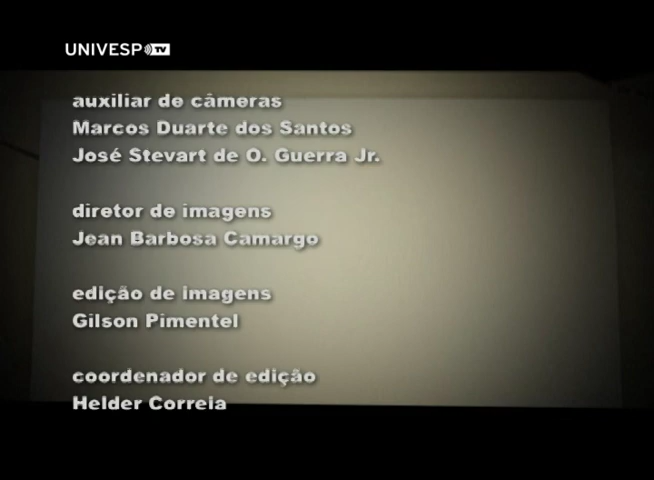 UNIVESP TV
auxiliar de câmeras
Marcos Duarte dos Santos
José Stevart de O. Guerra Jr.
diretor de imagens
Jean Barbosa Camargo
edição de imagens
Gilson Pimentel
coordenador de edição
Helder Correia